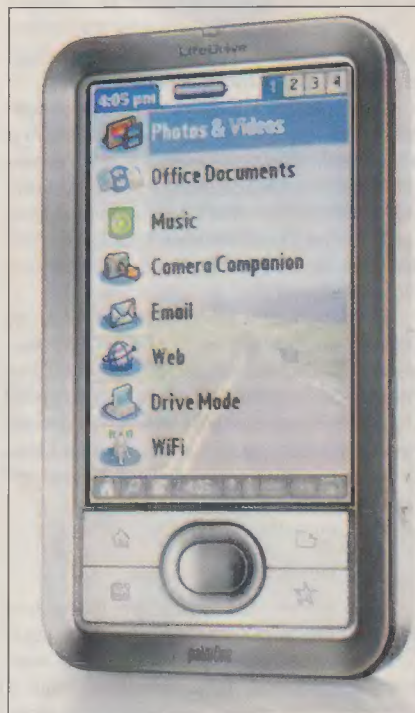 LifeDrive
4:05 pm
1 2 3 4
Photos & Videos
Office Documents
Music
Camera Companion
Email
Web
Drive Mode
WiFi
palmOne